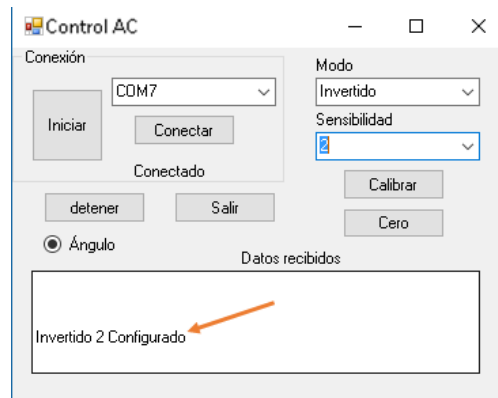 Control AC
Conexión
COM7
Iniciar
Conectar
Conectado
Modo
Invertido
Sensibilidad
2
Calibrar
Cero
detener
Salir
Ángulo
Datos recibidos
Invertido 2 Configurado